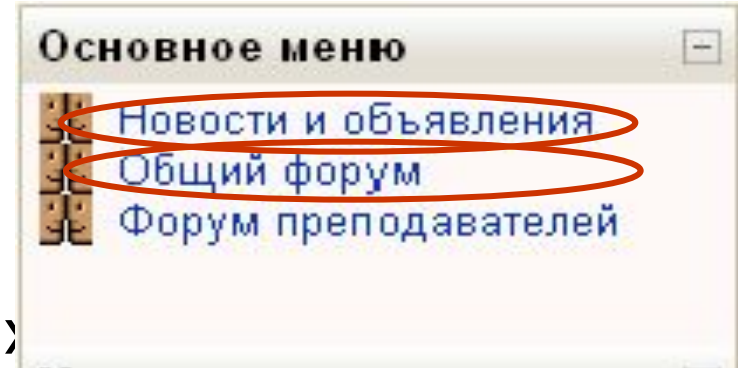 Основное меню
Новости и объявления
Общий форум
Форум преподавателей